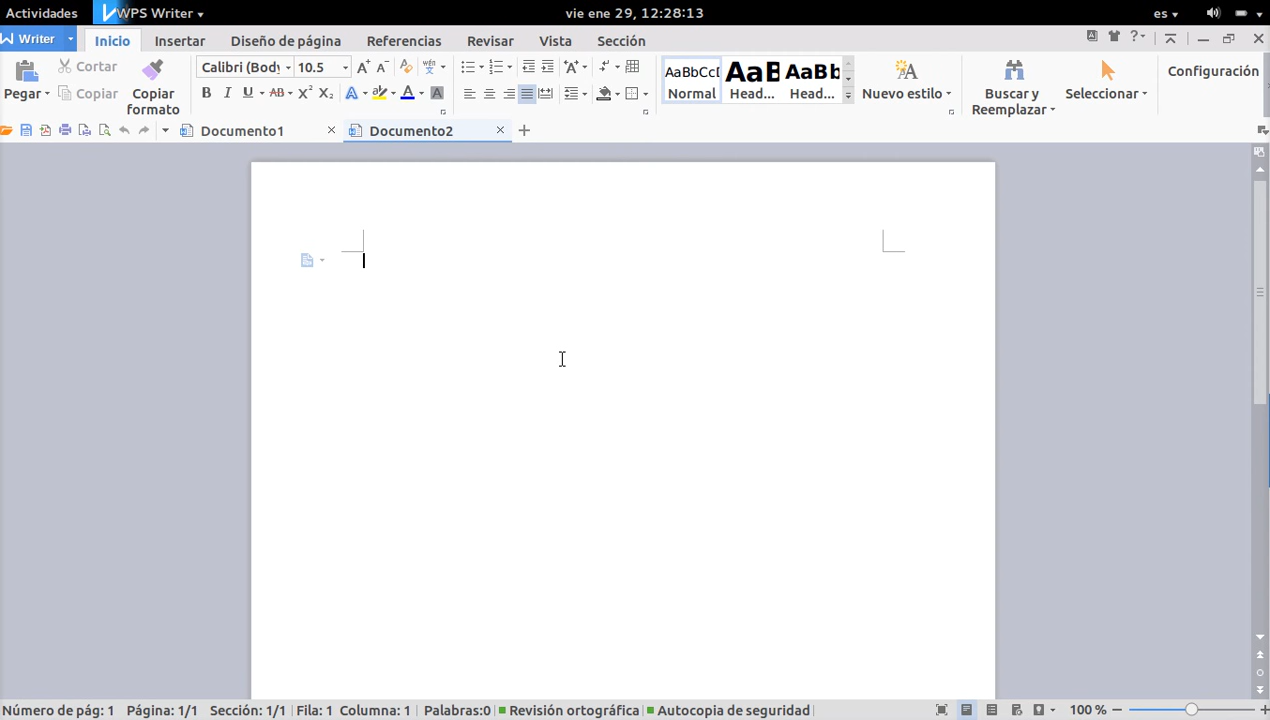 Actividades WPS Writer vie ene 29, 12:28:13 es
Writer Inicio Insertar Diseño de página Referencias Revisar Vista Sección
Cortar Calibri (Body 10.5 AaBbCcD AaB AaBb Configuración
Pegar Copiar Copiar formato B I U AB X² X₂ A A A Normal Head... Head... Nuevo estilo Buscar y Reemplazar Seleccionar
Documento1 Documento2
Número de pág: 1 Página: 1/1 Sección: 1/1 Fila: 1 Columna: 1 Palabras:0 Revisión ortográfica Autocopia de seguridad 100 %